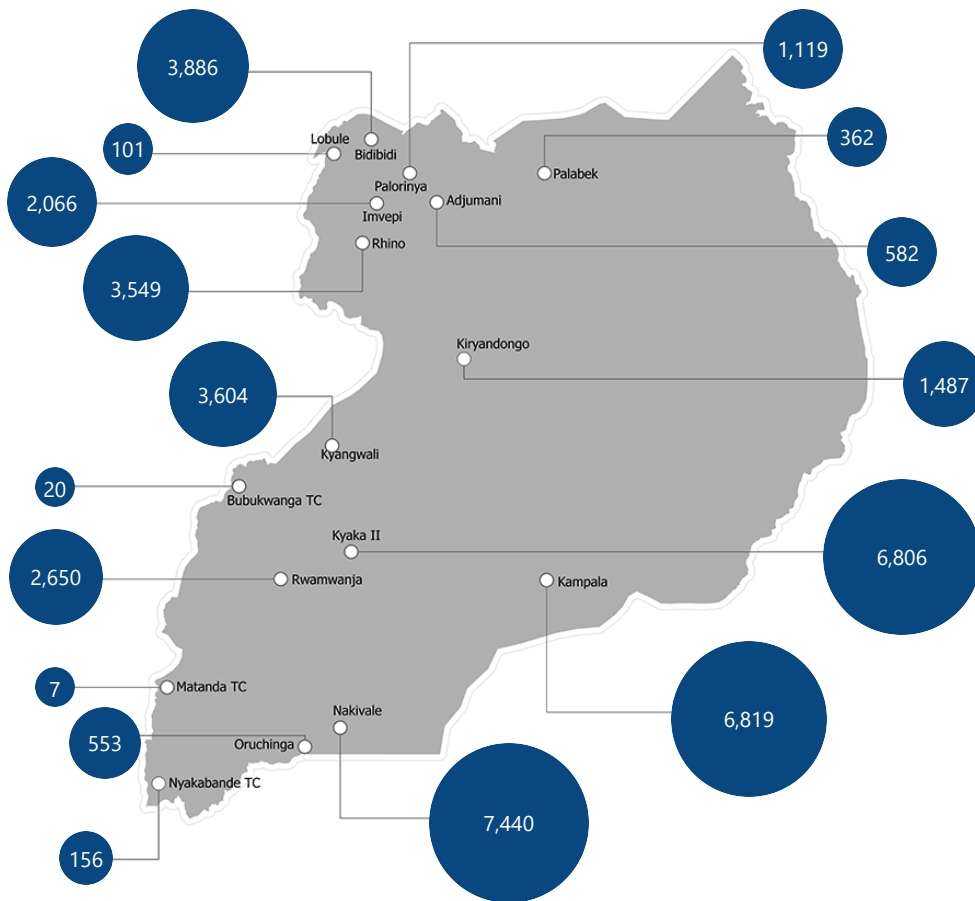 1,119
3,886
362
Lobule
101
Bidibidi
Palabek
Palorinya
2,066
Adjumani
Imvepi
Rhino
582
3,549
Kiryandongo
1,487
3,604
Kyangwali
20
Bubukwanga TC
Kyaka II
6,806
2,650
Rwamwanja
Kampala
7
Matanda TC
Nakivale
6,819
553
Oruchinga
Nyakabande TC
7,440
156